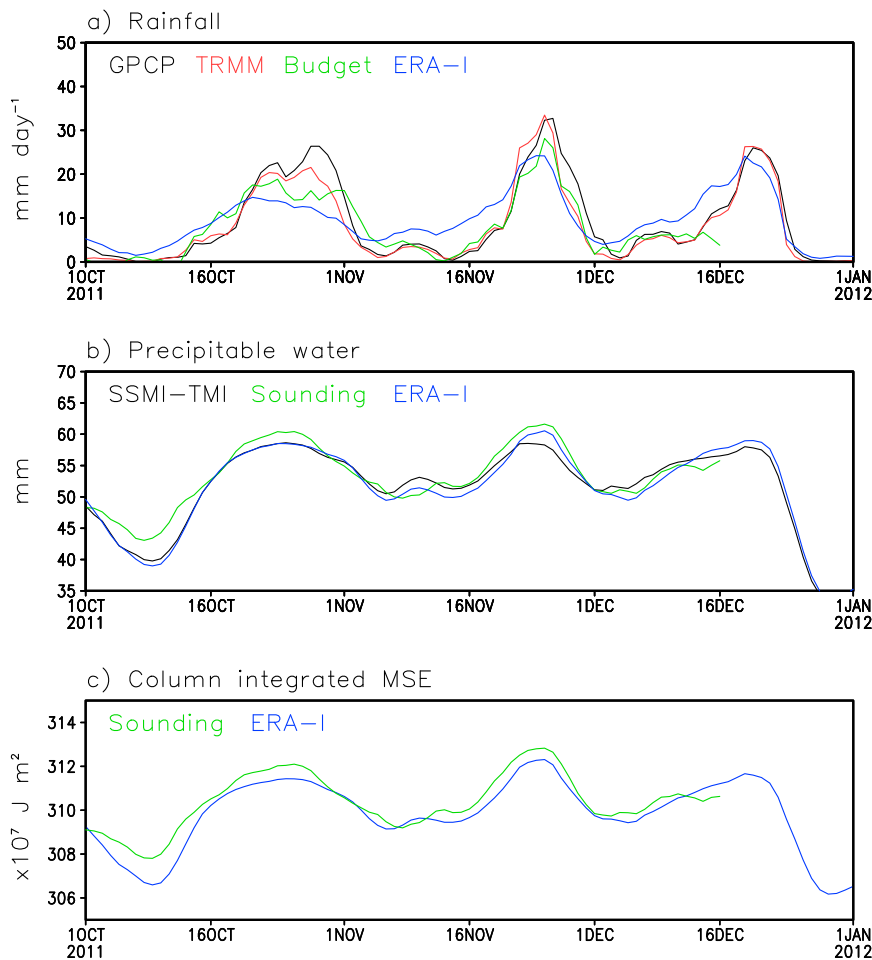 a) Rainfall
50
GPCP TRMM Budget ERA-I
40
30
20
10
0
mm day⁻¹
1OCT 16OCT 1NOV 16NOV 1DEC 16DEC 1JAN
2011 2012
b) Precipitable water
70
SSMI-TMI Sounding ERA-I
65
60
55
50
45
40
35
mm
1OCT 16OCT 1NOV 16NOV 1DEC 16DEC 1JAN
2011 2012
c) Column integrated MSE
Sounding ERA-I
314
312
310
308
306
x10⁷ J m²
1OCT 16OCT 1NOV 16NOV 1DEC 16DEC 1JAN
2011 2012